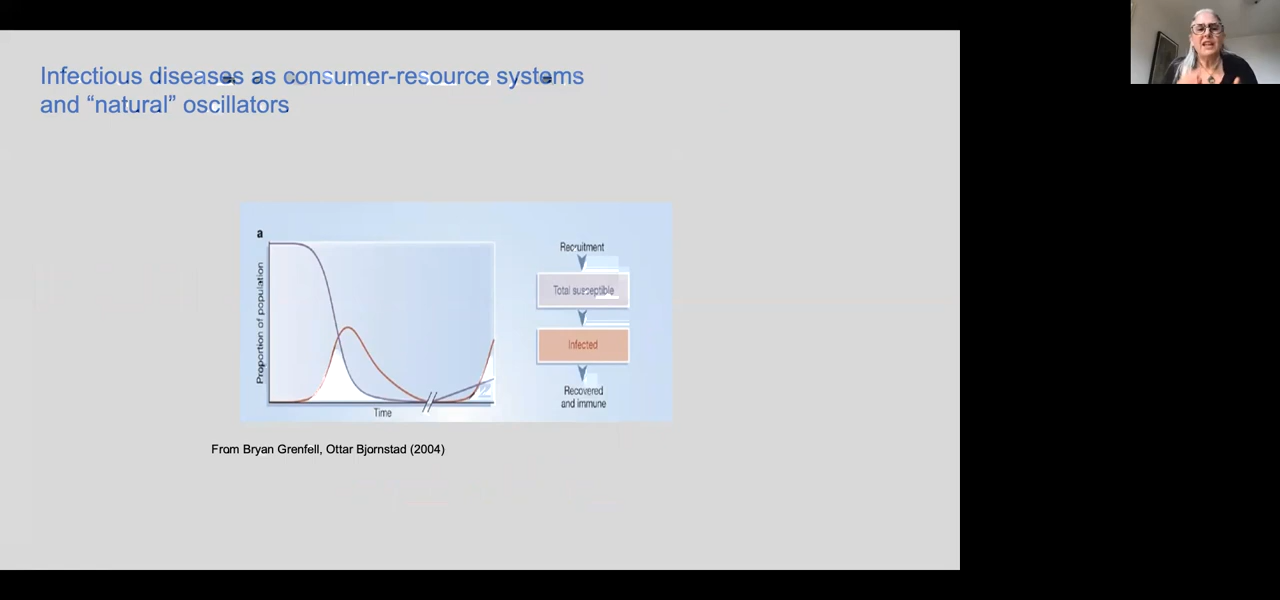 Infectious diseases as consumer-resource systems
and “natural” oscillators
a
Proportion of population
Time
Recruitment
Total susceptible
Infected
Recovered
and immune
From Bryan Grenfell, Ottar Bjornstad (2004)